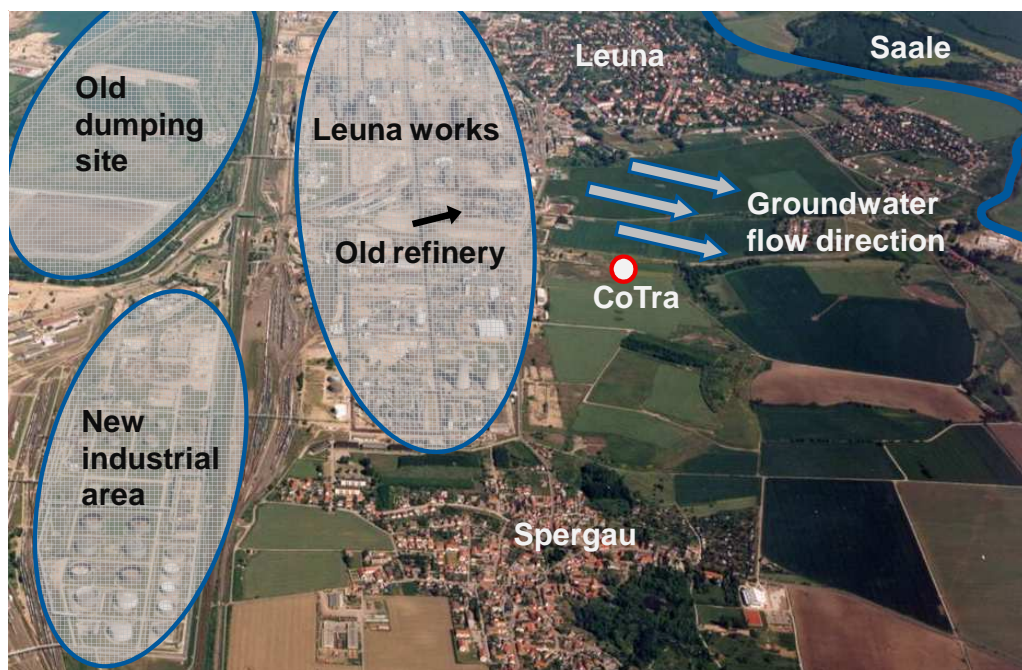 Leuna
Saale
Old
dumping
site
Leuna works
Groundwater
flow direction
Old refinery
CoTra
New
industrial
area
Spergau